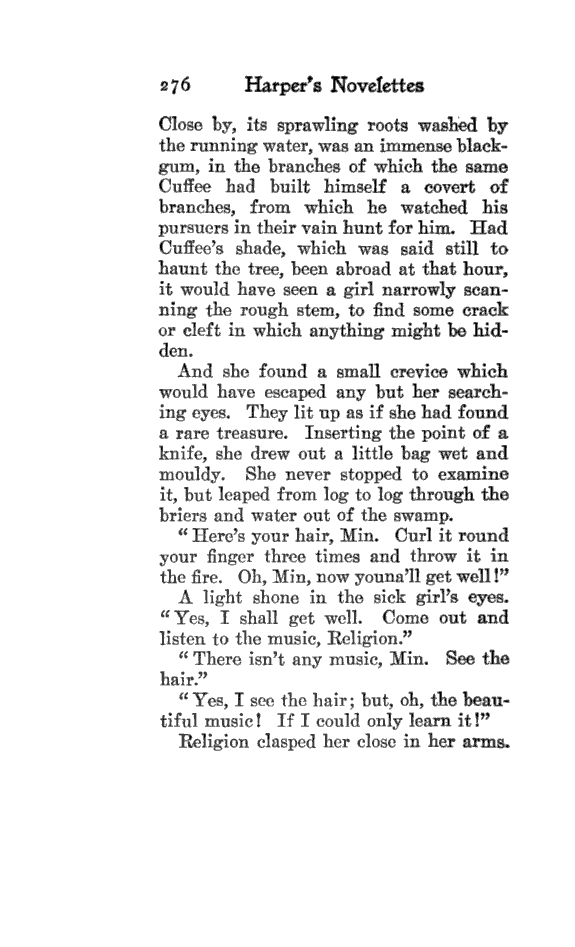 276 Harper's Novelettes
Close by, its sprawling roots washed by
the running water, was an immense black-
gum, in the branches of which the same
Cuffee had built himself a covert of
branches, from which he watched his
pursuers in their vain hunt for him. Had
Cuffee's shade, which was said still to
haunt the tree, been abroad at that hour,
it would have seen a girl narrowly scan-
ning the rough stem, to find some crack
or cleft in which anything might be hid-
den.
And she found a small crevice which
would have escaped any but her search-
ing eyes. They lit up as if she had found
a rare treasure. Inserting the point of a
knife, she drew out a little bag wet and
mouldy. She never stopped to examine
it, but leaped from log to log through the
briers and water out of the swamp.
"Here's your hair, Min. Curl it round
your finger three times and throw it in
the fire. Oh, Min, now youna'll get well!"
A light shone in the sick girl's eyes.
"Yes, I shall get well. Come out and
listen to the music, Religion."
"There isn't any music, Min. See the
hair."
"Yes, I see the hair; but, oh, the beau-
tiful music! If I could only learn it!"
Religion clasped her close in her arms.